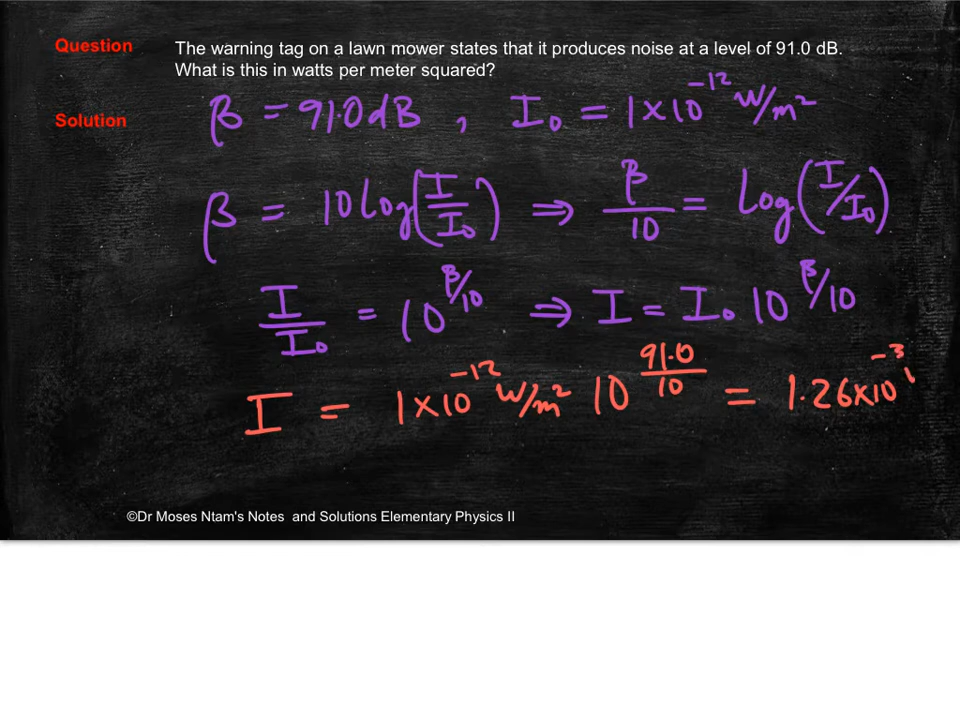 Question The warning tag on a lawn mower states that it produces noise at a level of 91.0 dB.
What is this in watts per meter squared?
Solution β = 91.0 dB , I₀ = 1×10⁻¹² W/m²
β = 10 Log(I/I₀) ⇒ β/10 = Log(I/I₀)
I/I₀ = 10^(β/10) ⇒ I = I₀ 10^(β/10)
I = 1×10⁻¹² W/m² 10^(91.0/10) = 1.26×10⁻³
©Dr Moses Ntam's Notes and Solutions Elementary Physics II